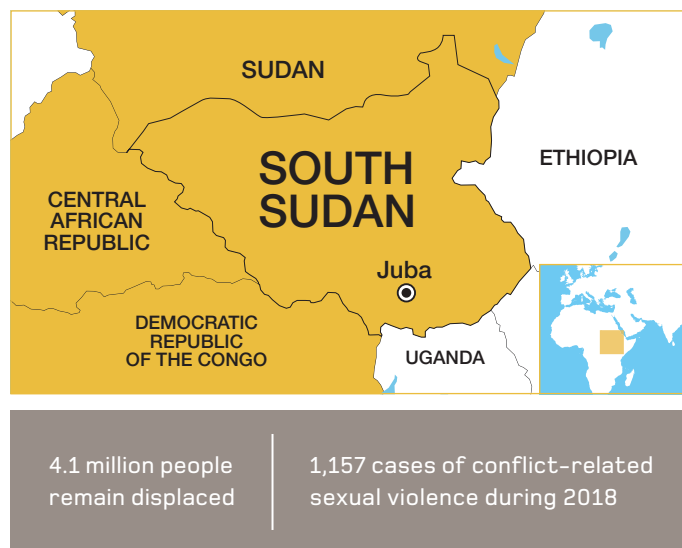 SUDAN
SOUTH
SUDAN
ETHIOPIA
CENTRAL
AFRICAN
REPUBLIC
Juba
DEMOCRATIC
REPUBLIC
OF THE CONGO
UGANDA
4.1 million people
remain displaced
1,157 cases of conflict-related
sexual violence during 2018